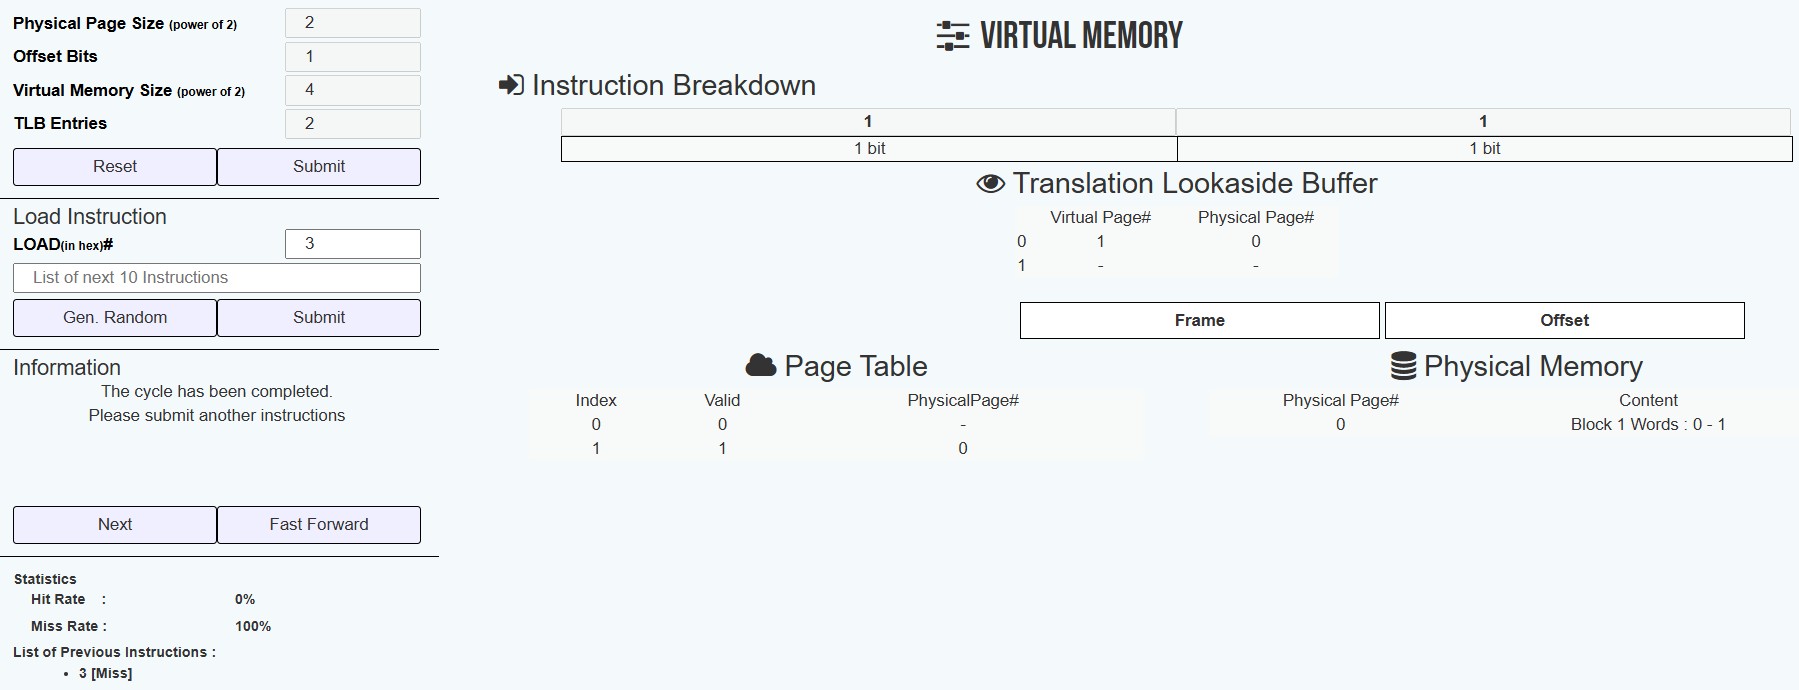 Physical Page Size (power of 2) 2
Offset Bits 1
Virtual Memory Size (power of 2) 4
TLB Entries 2
Reset Submit
Load Instruction
LOAD(in hex)# 3
List of next 10 Instructions
Gen. Random Submit
Information
The cycle has been completed.
Please submit another instructions
Next Fast Forward
Statistics
Hit Rate : 0%
Miss Rate : 100%
List of Previous Instructions :
• 3 [Miss]
VIRTUAL MEMORY
Instruction Breakdown
1 1
1 bit 1 bit
Translation Lookaside Buffer
Virtual Page# Physical Page#
0 1 0
1 - -
Frame Offset
Page Table
Index Valid PhysicalPage#
0 0 -
1 1 0
Physical Memory
Physical Page# Content
0 Block 1 Words : 0 - 1